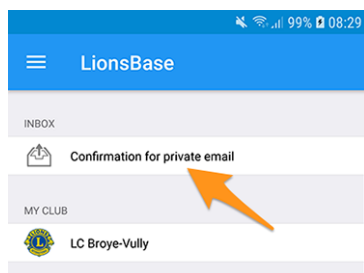 99% 08:29
LionsBase
INBOX
Confirmation for private email
MY CLUB
LC Broye-Vully